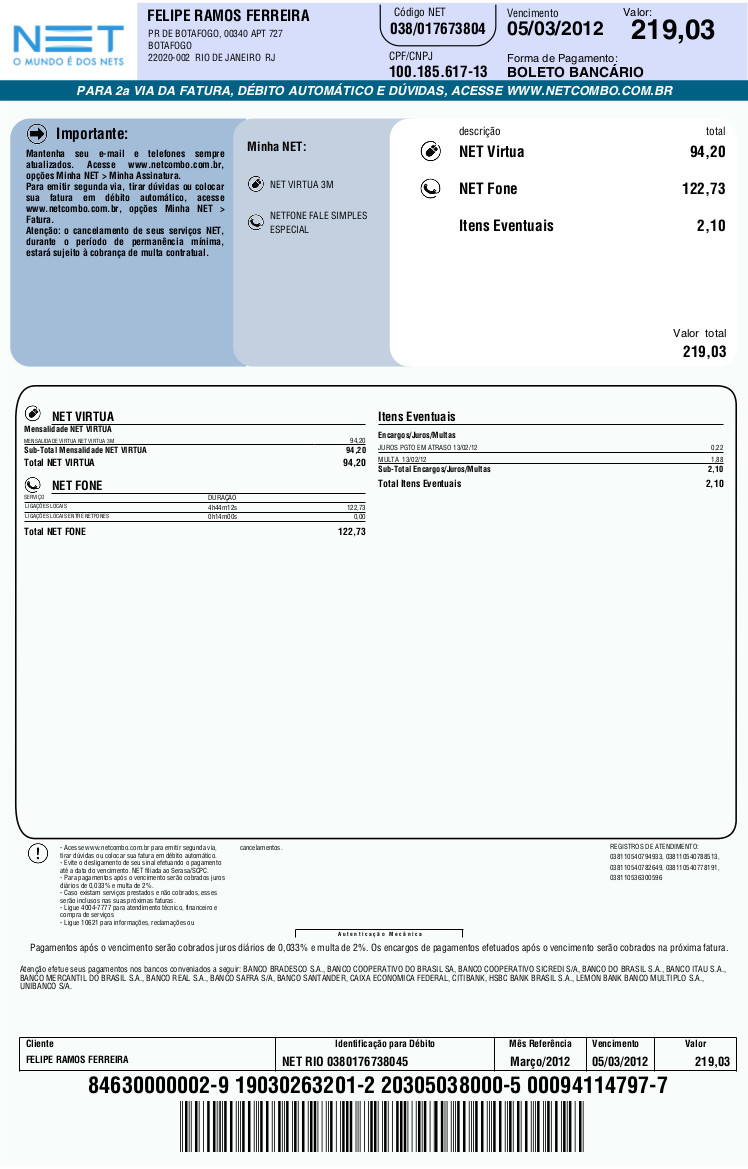 NET
O MUNDO É DOS NETS
FELIPE RAMOS FERREIRA
PR DE BOTAFOGO, 00340 APT 727
BOTAFOGO
22020-002 RIO DE JANEIRO RJ
Código NET
038/017673804
CPF/CNPJ
100.185.617-13
Vencimento
05/03/2012
Valor:
219,03
Forma de Pagamento:
BOLETO BANCÁRIO
PARA 2a VIA DA FATURA, DÉBITO AUTOMÁTICO E DÚVIDAS, ACESSE WWW.NETCOMBO.COM.BR
Importante:
Mantenha seu e-mail e telefones sempre
atualizados. Acesse www.netcombo.com.br,
opções Minha NET > Minha Assinatura.
Para emitir segunda via, tirar dúvidas ou colocar
sua fatura em débito automático, acesse
www.netcombo.com.br, opções Minha NET >
Fatura.
Atenção: o cancelamento de seus serviços NET,
durante o período de permanência mínima,
estará sujeito à cobrança de multa contratual.
Minha NET:
NET VIRTUA 3M
NETFONE FALE SIMPLES
ESPECIAL
descrição total
NET Virtua 94,20
NET Fone 122,73
Itens Eventuais 2,10
Valor total
219,03
NET VIRTUA
Mensalidade NET VIRTUA
MENSALIDADE VIRTUA NET VIRTUA 3M 94,20
Sub-Total Mensalidade NET VIRTUA 94,20
Total NET VIRTUA 94,20
NET FONE
SERVIÇO DURAÇÃO
LIGAÇÕES LOCAIS 4h44m12s 122,73
LIGAÇÕES LOCAIS ENTRE NETFONES 0h14m00s 0,00
Total NET FONE 122,73
Itens Eventuais
Encargos/Juros/Multas
JUROS PGTO EM ATRASO 13/02/12 0,22
MULTA 13/02/12 1,88
Sub-Total Encargos/Juros/Multas 2,10
Total Itens Eventuais 2,10
- Acesse www.netcombo.com.br para emitir segunda via,
tirar dúvidas ou colocar sua fatura em débito automático.
- Evite o desligamento de seu sinal efetuando o pagamento
até a data do vencimento. NET filiada ao Serasa/SCPC.
- Para pagamentos após o vencimento serão cobrados juros
diários de 0,033% e multa de 2%.
- Caso existam serviços prestados e não cobrados, esses
serão inclusos nas suas próximas faturas.
- Ligue 4004-7777 para atendimento técnico, financeiro e
compra de serviços
- Ligue 10621 para informações, reclamações ou
cancelamentos.
REGISTROS DE ATENDIMENTO:
038110540794933, 038110540788513,
038110540782649, 038110540778191,
038110536300596
Autenticação Mecânica
Pagamentos após o vencimento serão cobrados juros diários de 0,033% e multa de 2%. Os encargos de pagamentos efetuados após o vencimento serão cobrados na próxima fatura.
Atenção efetue seus pagamentos nos bancos conveniados a seguir: BANCO BRADESCO S.A., BANCO COOPERATIVO DO BRASIL SA, BANCO COOPERATIVO SICREDI S/A, BANCO DO BRASIL S.A., BANCO ITAU S.A.,
BANCO MERCANTIL DO BRASIL S.A., BANCO REAL S.A., BANCO SAFRA S/A, BANCO SANTANDER, CAIXA ECONOMICA FEDERAL, CITIBANK, HSBC BANK BRASIL S.A., LEMON BANK BANCO MULTIPLO S.A.,
UNIBANCO S/A.
Cliente Identificação para Débito Mês Referência Vencimento Valor
FELIPE RAMOS FERREIRA NET RIO 0380176738045 Março/2012 05/03/2012 219,03
84630000002-9 19030263201-2 20305038000-5 00094114797-7